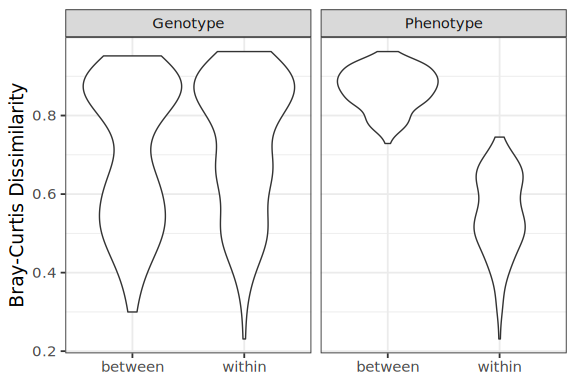 Genotype Phenotype
Bray-Curtis Dissimilarity
0.8
0.6
0.4
0.2
between within between within